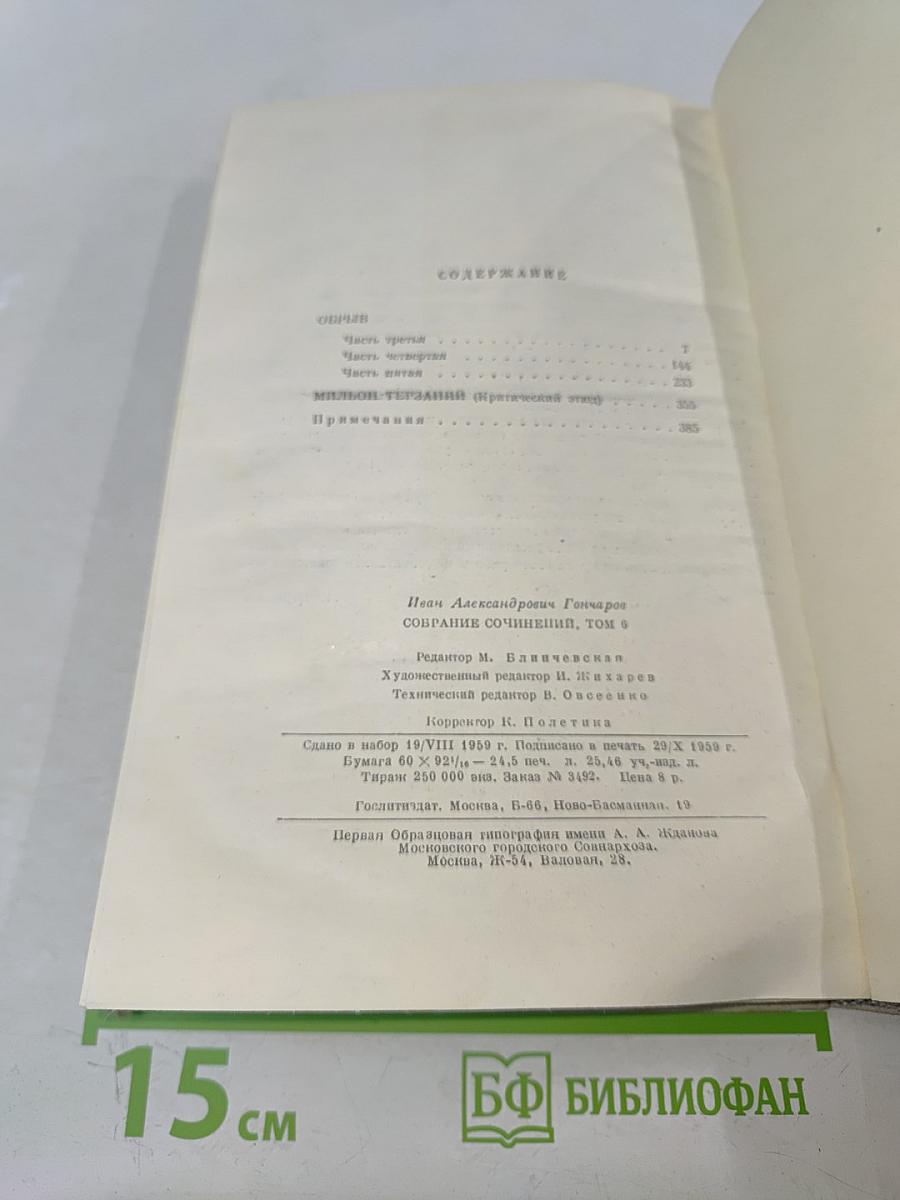 СОДЕРЖАНИЕ
ОБРЫВ
Часть третья . . . . . . . . . . . . . . . . . 7
Часть четвертая . . . . . . . . . . . . . . . 144
Часть пятая . . . . . . . . . . . . . . . . . 233
МИЛЬОН ТЕРЗАНИЙ (Критический этюд) . . . . . 355
Примечания . . . . . . . . . . . . . . . . . 385
Иван Александрович Гончаров
СОБРАНИЕ СОЧИНЕНИЙ, ТОМ 6
Редактор М. Блинчевская
Художественный редактор И. Жихарев
Технический редактор В. Овсеенко
Корректор К. Полетика
Сдано в набор 19/VIII 1959 г. Подписано в печать 29/X 1959 г.
Бумага 60 × 92 1/16 — 24,5 печ. л. 25,46 уч.-изд. л.
Тираж 250 000 экз. Заказ № 3492. Цена 8 р.
Гослитиздат. Москва, Б-66, Ново-Басманная. 19
Первая Образцовая типография имени А. А. Жданова
Московского городского Совнархоза.
Москва, Ж-54, Валовая, 28.
15 см
БФ БИБЛИОФАН